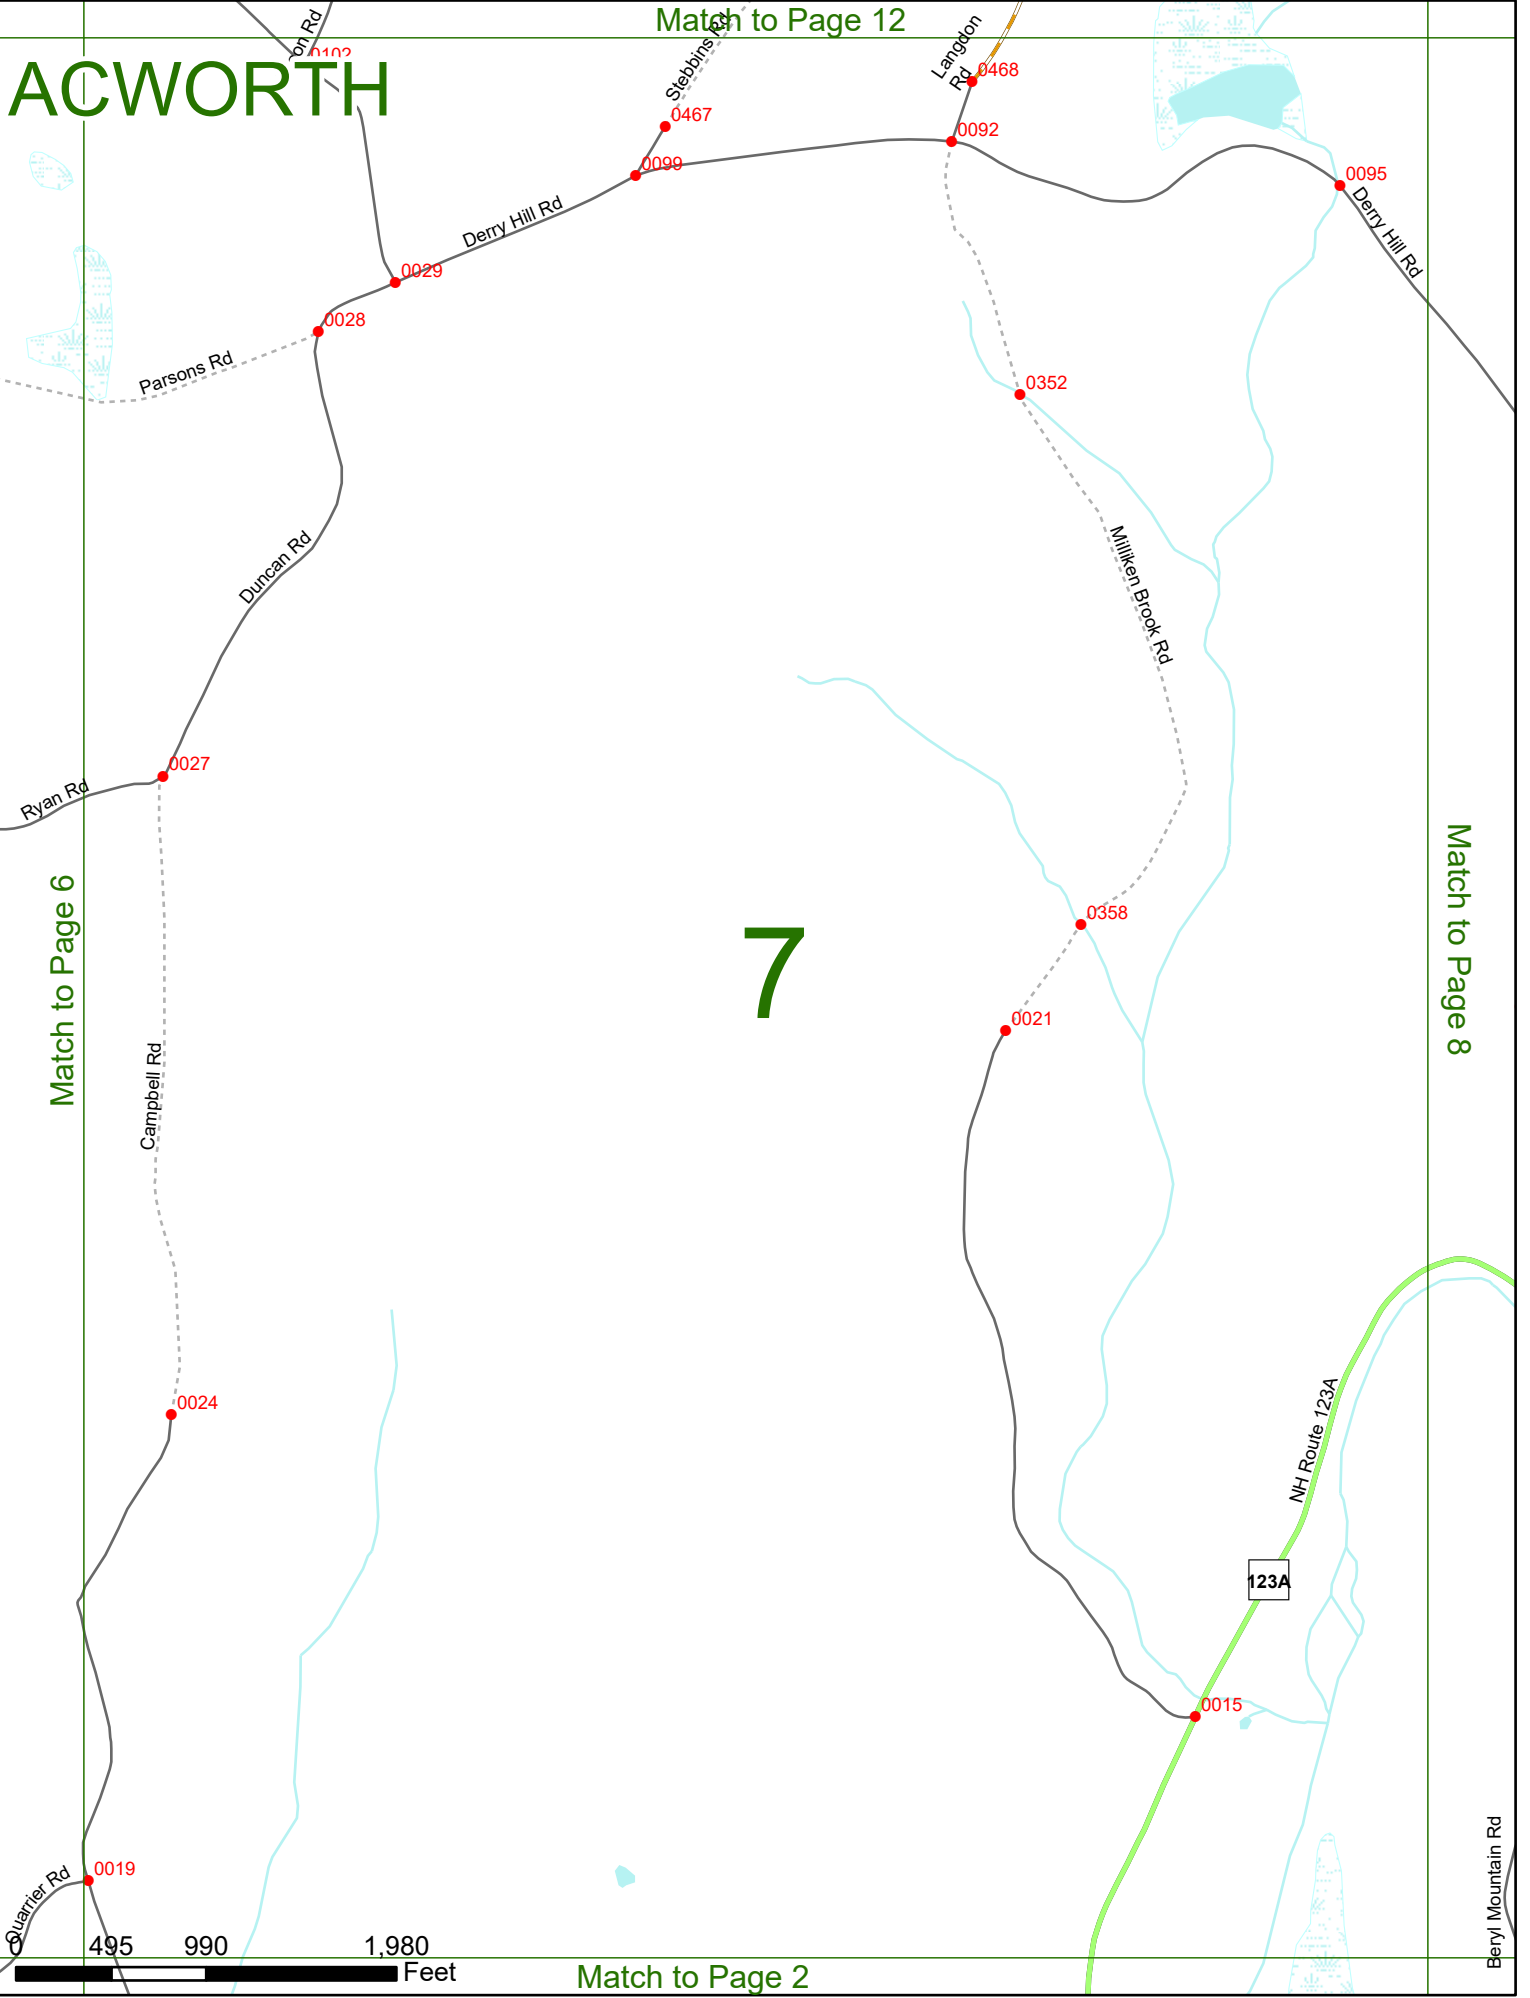 Match to Page 12
on Rd
0102
ACWORTH
Stebbins Rd
Langdon
Rd
0468
0467
0092
0099
0095
Derry Hill Rd
Derry Hill Rd
0029
0028
Parsons Rd
0352
Duncan Rd
Milliken Brook Rd
0027
Ryan Rd
Match to Page 6
Match to Page 8
7
0358
0021
Campbell Rd
0024
NH Route 123A
123A
0015
Beryl Mountain Rd
0019
Quarrier Rd
0 495 990 1,980
Feet
Match to Page 2